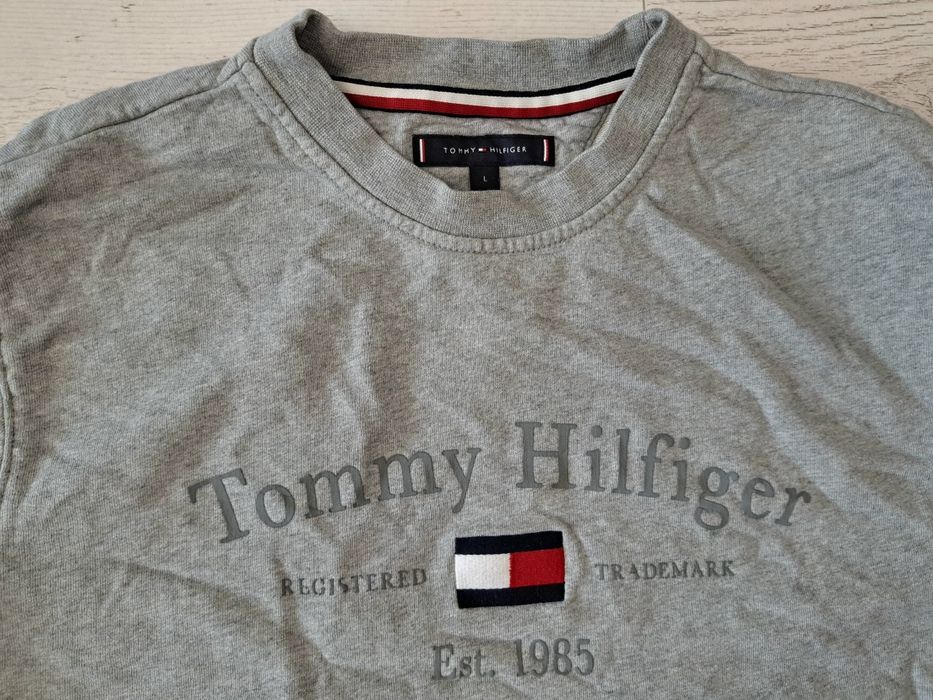 TOMMY HILFIGER
L
Tommy Hilfiger
REGISTERED TRADEMARK
Est. 1985